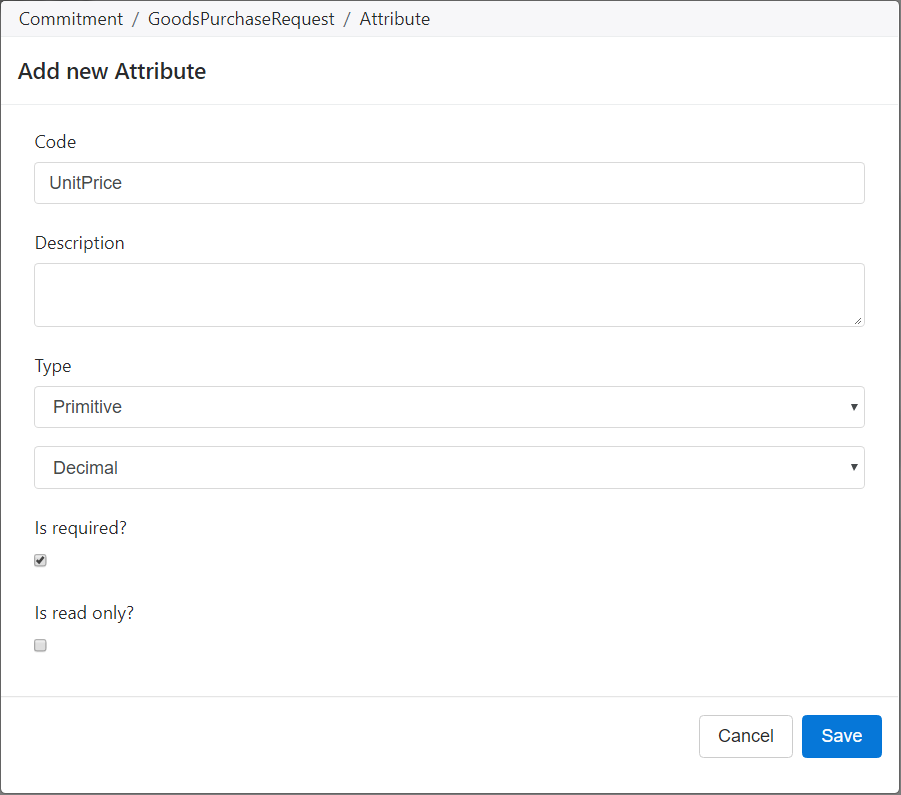 Commitment / GoodsPurchaseRequest / Attribute
Add new Attribute
Code
UnitPrice
Description
Type
Primitive
Decimal
Is required?
Is read only?
Cancel Save